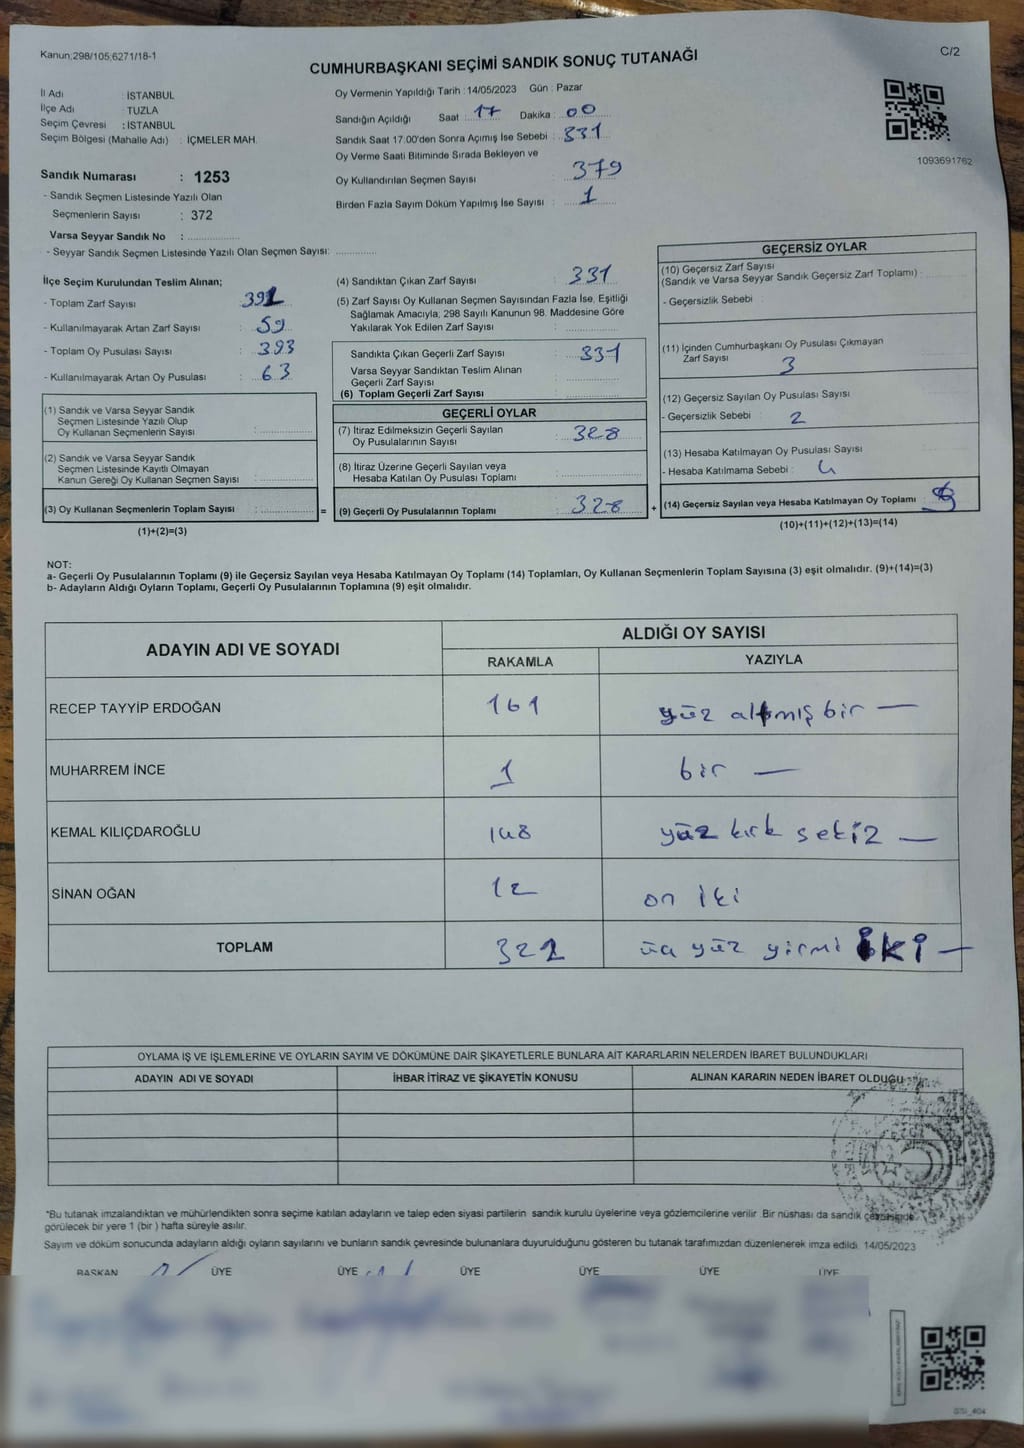 Kanun;298/105;6271/18-1
C/2
CUMHURBAŞKANI SEÇİMİ SANDIK SONUÇ TUTANAĞI
İl Adı : İSTANBUL
İlçe Adı : TUZLA
Seçim Çevresi : İSTANBUL
Seçim Bölgesi (Mahalle Adı) : İÇMELER MAH.
Sandık Numarası : 1253
- Sandık Seçmen Listesinde Yazılı Olan
Seçmenlerin Sayısı : 372
Varsa Seyyar Sandık No :
- Seyyar Sandık Seçmen Listesinde Yazılı Olan Seçmen Sayısı:
Oy Vermenin Yapıldığı Tarih : 14/05/2023 Gün : Pazar
Sandığın Açıldığı Saat : 17 Dakika : 00
Sandık Saat 17.00'den Sonra Açımış İse Sebebi : 331
Oy Verme Saati Bitiminde Sırada Bekleyen ve
Oy Kullandırılan Seçmen Sayısı : 379
Birden Fazla Sayım Döküm Yapılmış İse Sayısı : 1
1093691762
İlçe Seçim Kurulundan Teslim Alınan;
- Toplam Zarf Sayısı : 391
- Kullanılmayarak Artan Zarf Sayısı : 59
- Toplam Oy Pusulası Sayısı : 393
- Kullanılmayarak Artan Oy Pusulası : 63
(1) Sandık ve Varsa Seyyar Sandık
Seçmen Listesinde Yazılı Olup
Oy Kullanan Seçmenlerin Sayısı :
(2) Sandık ve Varsa Seyyar Sandık
Seçmen Listesinde Kayıtlı Olmayan
Kanun Gereği Oy Kullanan Seçmen Sayısı :
(3) Oy Kullanan Seçmenlerin Toplam Sayısı : =
(1)+(2)=(3)
(4) Sandıktan Çıkan Zarf Sayısı : 331
(5) Zarf Sayısı Oy Kullanan Seçmen Sayısından Fazla İse, Eşitliği
Sağlamak Amacıyla, 298 Sayılı Kanunun 98. Maddesine Göre
Yakılarak Yok Edilen Zarf Sayısı :
Sandıkta Çıkan Geçerli Zarf Sayısı : 331
Varsa Seyyar Sandıktan Teslim Alınan
Geçerli Zarf Sayısı :
(6) Toplam Geçerli Zarf Sayısı :
GEÇERLİ OYLAR
(7) İtiraz Edilmeksizin Geçerli Sayılan
Oy Pusulalarının Sayısı : 328
(8) İtiraz Üzerine Geçerli Sayılan veya
Hesaba Katılan Oy Pusulası Toplamı :
(9) Geçerli Oy Pusulalarının Toplamı : 328 +
GEÇERSİZ OYLAR
(10) Geçersiz Zarf Sayısı
(Sandık ve Varsa Seyyar Sandık Geçersiz Zarf Toplamı) :
- Geçersizlik Sebebi :
(11) İçinden Cumhurbaşkanı Oy Pusulası Çıkmayan
Zarf Sayısı : 3
(12) Geçersiz Sayılan Oy Pusulası Sayısı :
- Geçersizlik Sebebi : 2
(13) Hesaba Katılmayan Oy Pusulası Sayısı :
- Hesaba Katılmama Sebebi : 4
(14) Geçersiz Sayılan veya Hesaba Katılmayan Oy Toplamı :
(10)+(11)+(12)+(13)=(14)
NOT:
a- Geçerli Oy Pusulalarının Toplamı (9) ile Geçersiz Sayılan veya Hesaba Katılmayan Oy Toplamı (14) Toplamları, Oy Kullanan Seçmenlerin Toplam Sayısına (3) eşit olmalıdır. (9)+(14)=(3)
b- Adayların Aldığı Oyların Toplamı, Geçerli Oy Pusulalarının Toplamına (9) eşit olmalıdır.
ADAYIN ADI VE SOYADI
ALDIĞI OY SAYISI
RAKAMLA YAZIYLA
RECEP TAYYİP ERDOĞAN 161 yüz altmış bir —
MUHARREM İNCE 1 bir —
KEMAL KILIÇDAROĞLU 148 yüz kırk sekiz —
SİNAN OĞAN 12 on iki
TOPLAM 322 üç yüz yirmi iKi —
OYLAMA İŞ VE İŞLEMLERİNE VE OYLARIN SAYIM VE DÖKÜMÜNE DAİR ŞİKAYETLERLE BUNLARA AİT KARARLARIN NELERDEN İBARET BULUNDUKLARI
ADAYIN ADI VE SOYADI İHBAR İTİRAZ VE ŞİKAYETİN KONUSU ALINAN KARARIN NEDEN İBARET OLDUĞU
*Bu tutanak imzalandıktan ve mühürlendikten sonra seçime katılan adayların ve talep eden siyasi partilerin sandık kurulu üyelerine veya gözlemcilerine verilir. Bir nüshası da sandık çevresinde
görülecek bir yere 1 (bir ) hafta süreyle asılır.
Sayım ve döküm sonucunda adayların aldığı oyların sayılarını ve bunların sandık çevresinde bulunanlara duyurulduğunu gösteren bu tutanak tarafımızdan düzenlenerek imza edildi. 14/05/2023
BAŞKAN ÜYE ÜYE ÜYE ÜYE ÜYE ÜYE